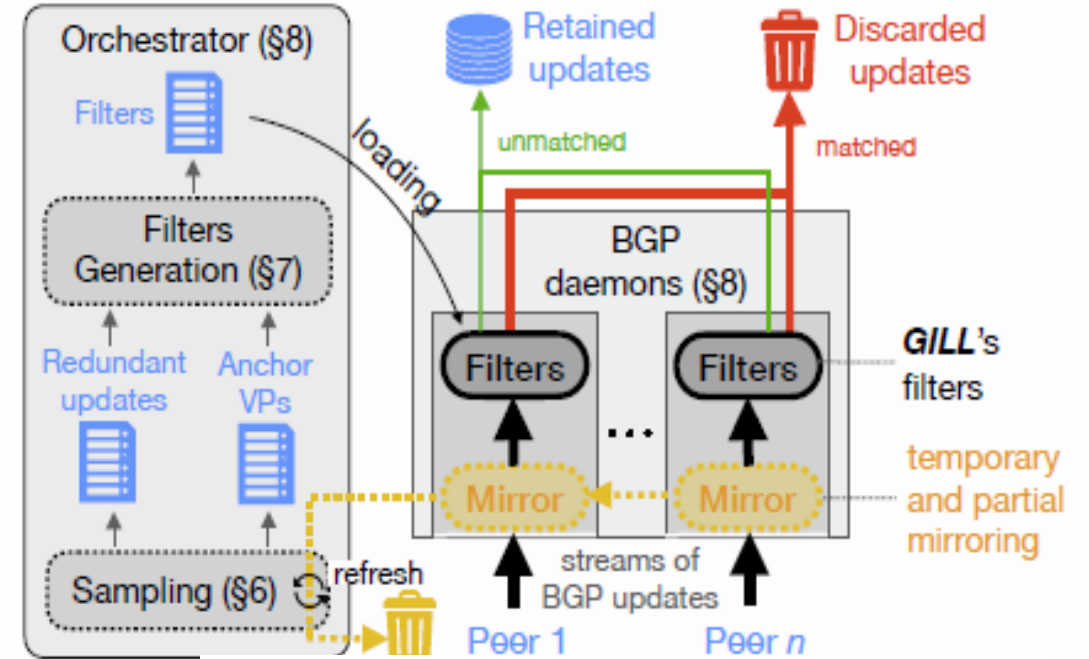 Orchestrator (§8)
Filters
Filters
Generation (§7)
Redundant
updates
Anchor
VPs
Sampling (§6)
refresh
loading
Retained
updates
Discarded
updates
unmatched
matched
BGP
daemons (§8)
Filters
Filters
...
Mirror
Mirror
GILL's
filters
temporary
and partial
mirroring
streams of
BGP updates
Peer 1
Peer n